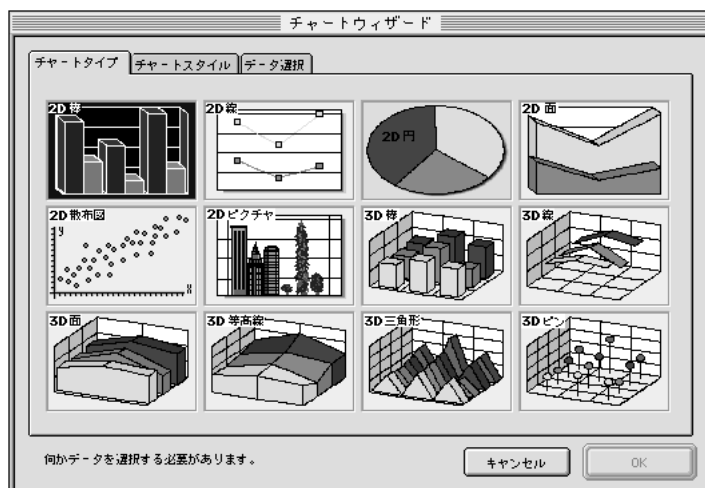 チャートウィザード
チャートタイプ チャートスタイル データ選択
2D 棒 2D 線 2D 円 2D 面
2D 散布図 2D ピクチャ 3D 棒 3D 線
y
x
3D 面 3D 等高線 3D 三角形 3D ピン
何かデータを選択する必要があります。 キャンセル OK